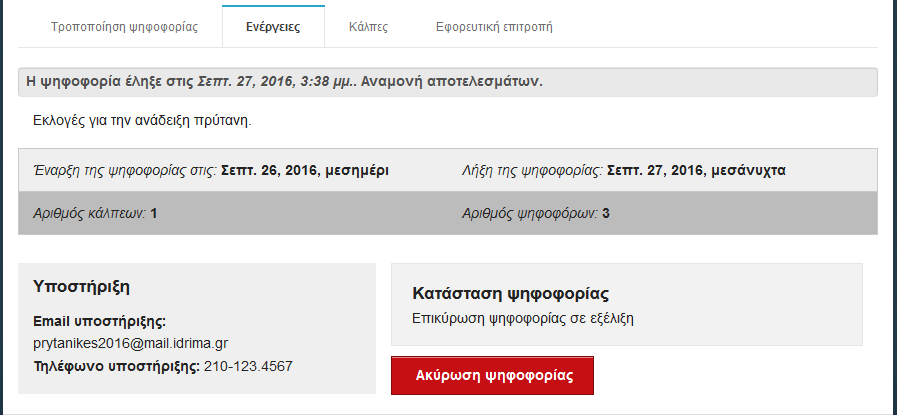 Τροποποίηση ψηφοφορίας Ενέργειες Κάλπες Εφορευτική επιτροπή
Η ψηφοφορία έληξε στις Σεπτ. 27, 2016, 3:38 μμ.. Αναμονή αποτελεσμάτων.
Εκλογές για την ανάδειξη πρύτανη.
Έναρξη της ψηφοφορίας στις: Σεπτ. 26, 2016, μεσημέρι Λήξη της ψηφοφορίας: Σεπτ. 27, 2016, μεσάνυχτα
Αριθμός κάλπεων: 1 Αριθμός ψηφοφόρων: 3
Υποστήριξη
Email υποστήριξης:
prytanikes2016@mail.idrima.gr
Τηλέφωνο υποστήριξης: 210-123.4567
Κατάσταση ψηφοφορίας
Επικύρωση ψηφοφορίας σε εξέλιξη
Ακύρωση ψηφοφορίας